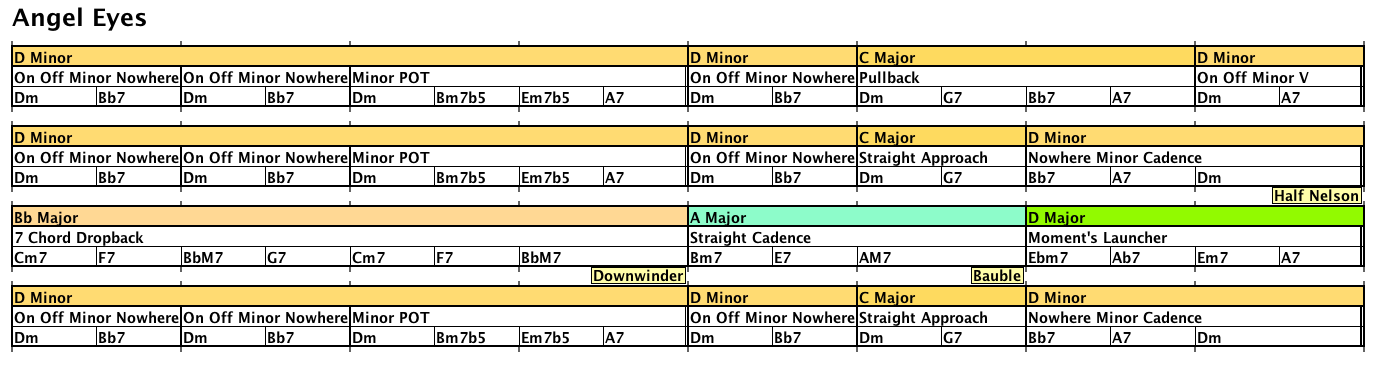 Angel Eyes
D Minor D Minor C Major D Minor
On Off Minor Nowhere On Off Minor Nowhere Minor POT On Off Minor Nowhere Pullback On Off Minor V
Dm Bb7 Dm Bb7 Dm Bm7b5 Em7b5 A7 Dm Bb7 Dm G7 Bb7 A7 Dm A7
D Minor D Minor C Major D Minor
On Off Minor Nowhere On Off Minor Nowhere Minor POT On Off Minor Nowhere Straight Approach Nowhere Minor Cadence
Dm Bb7 Dm Bb7 Dm Bm7b5 Em7b5 A7 Dm Bb7 Dm G7 Bb7 A7 Dm
Half Nelson
Bb Major A Major D Major
7 Chord Dropback Straight Cadence Moment's Launcher
Cm7 F7 BbM7 G7 Cm7 F7 BbM7 Bm7 E7 AM7 Ebm7 Ab7 Em7 A7
Downwinder Bauble
D Minor D Minor C Major D Minor
On Off Minor Nowhere On Off Minor Nowhere Minor POT On Off Minor Nowhere Straight Approach Nowhere Minor Cadence
Dm Bb7 Dm Bb7 Dm Bm7b5 Em7b5 A7 Dm Bb7 Dm G7 Bb7 A7 Dm